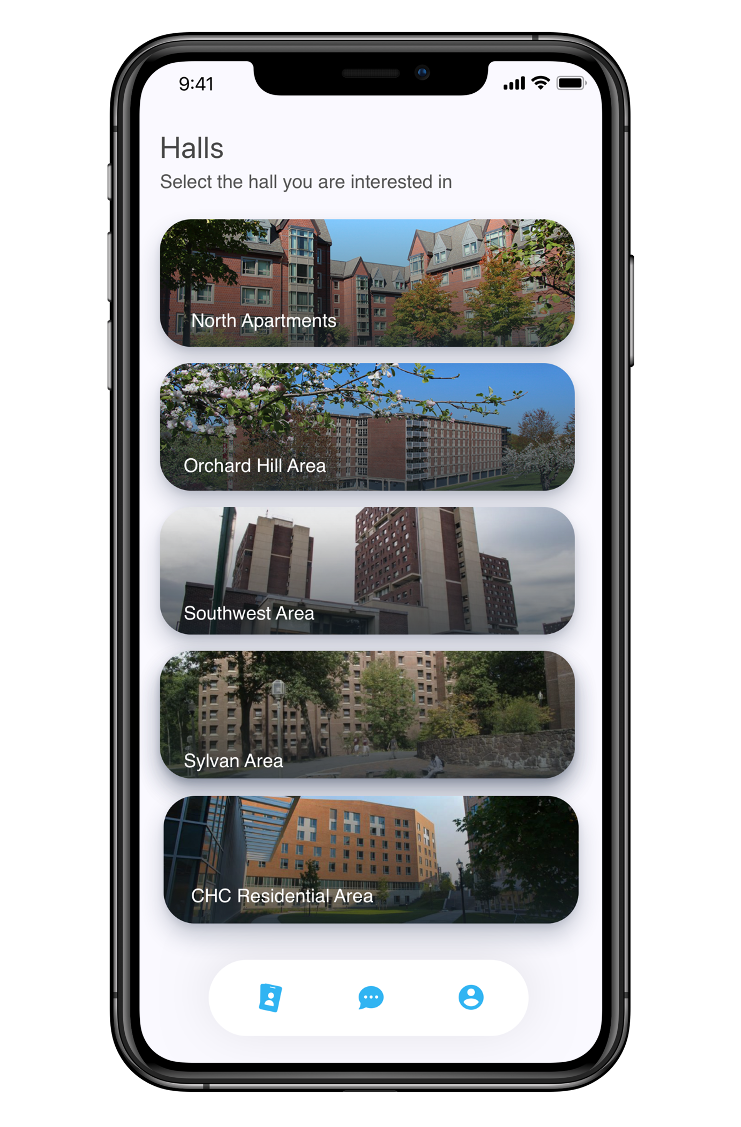 9:41
Halls
Select the hall you are interested in
North Apartments
Orchard Hill Area
Southwest Area
Sylvan Area
CHC Residential Area